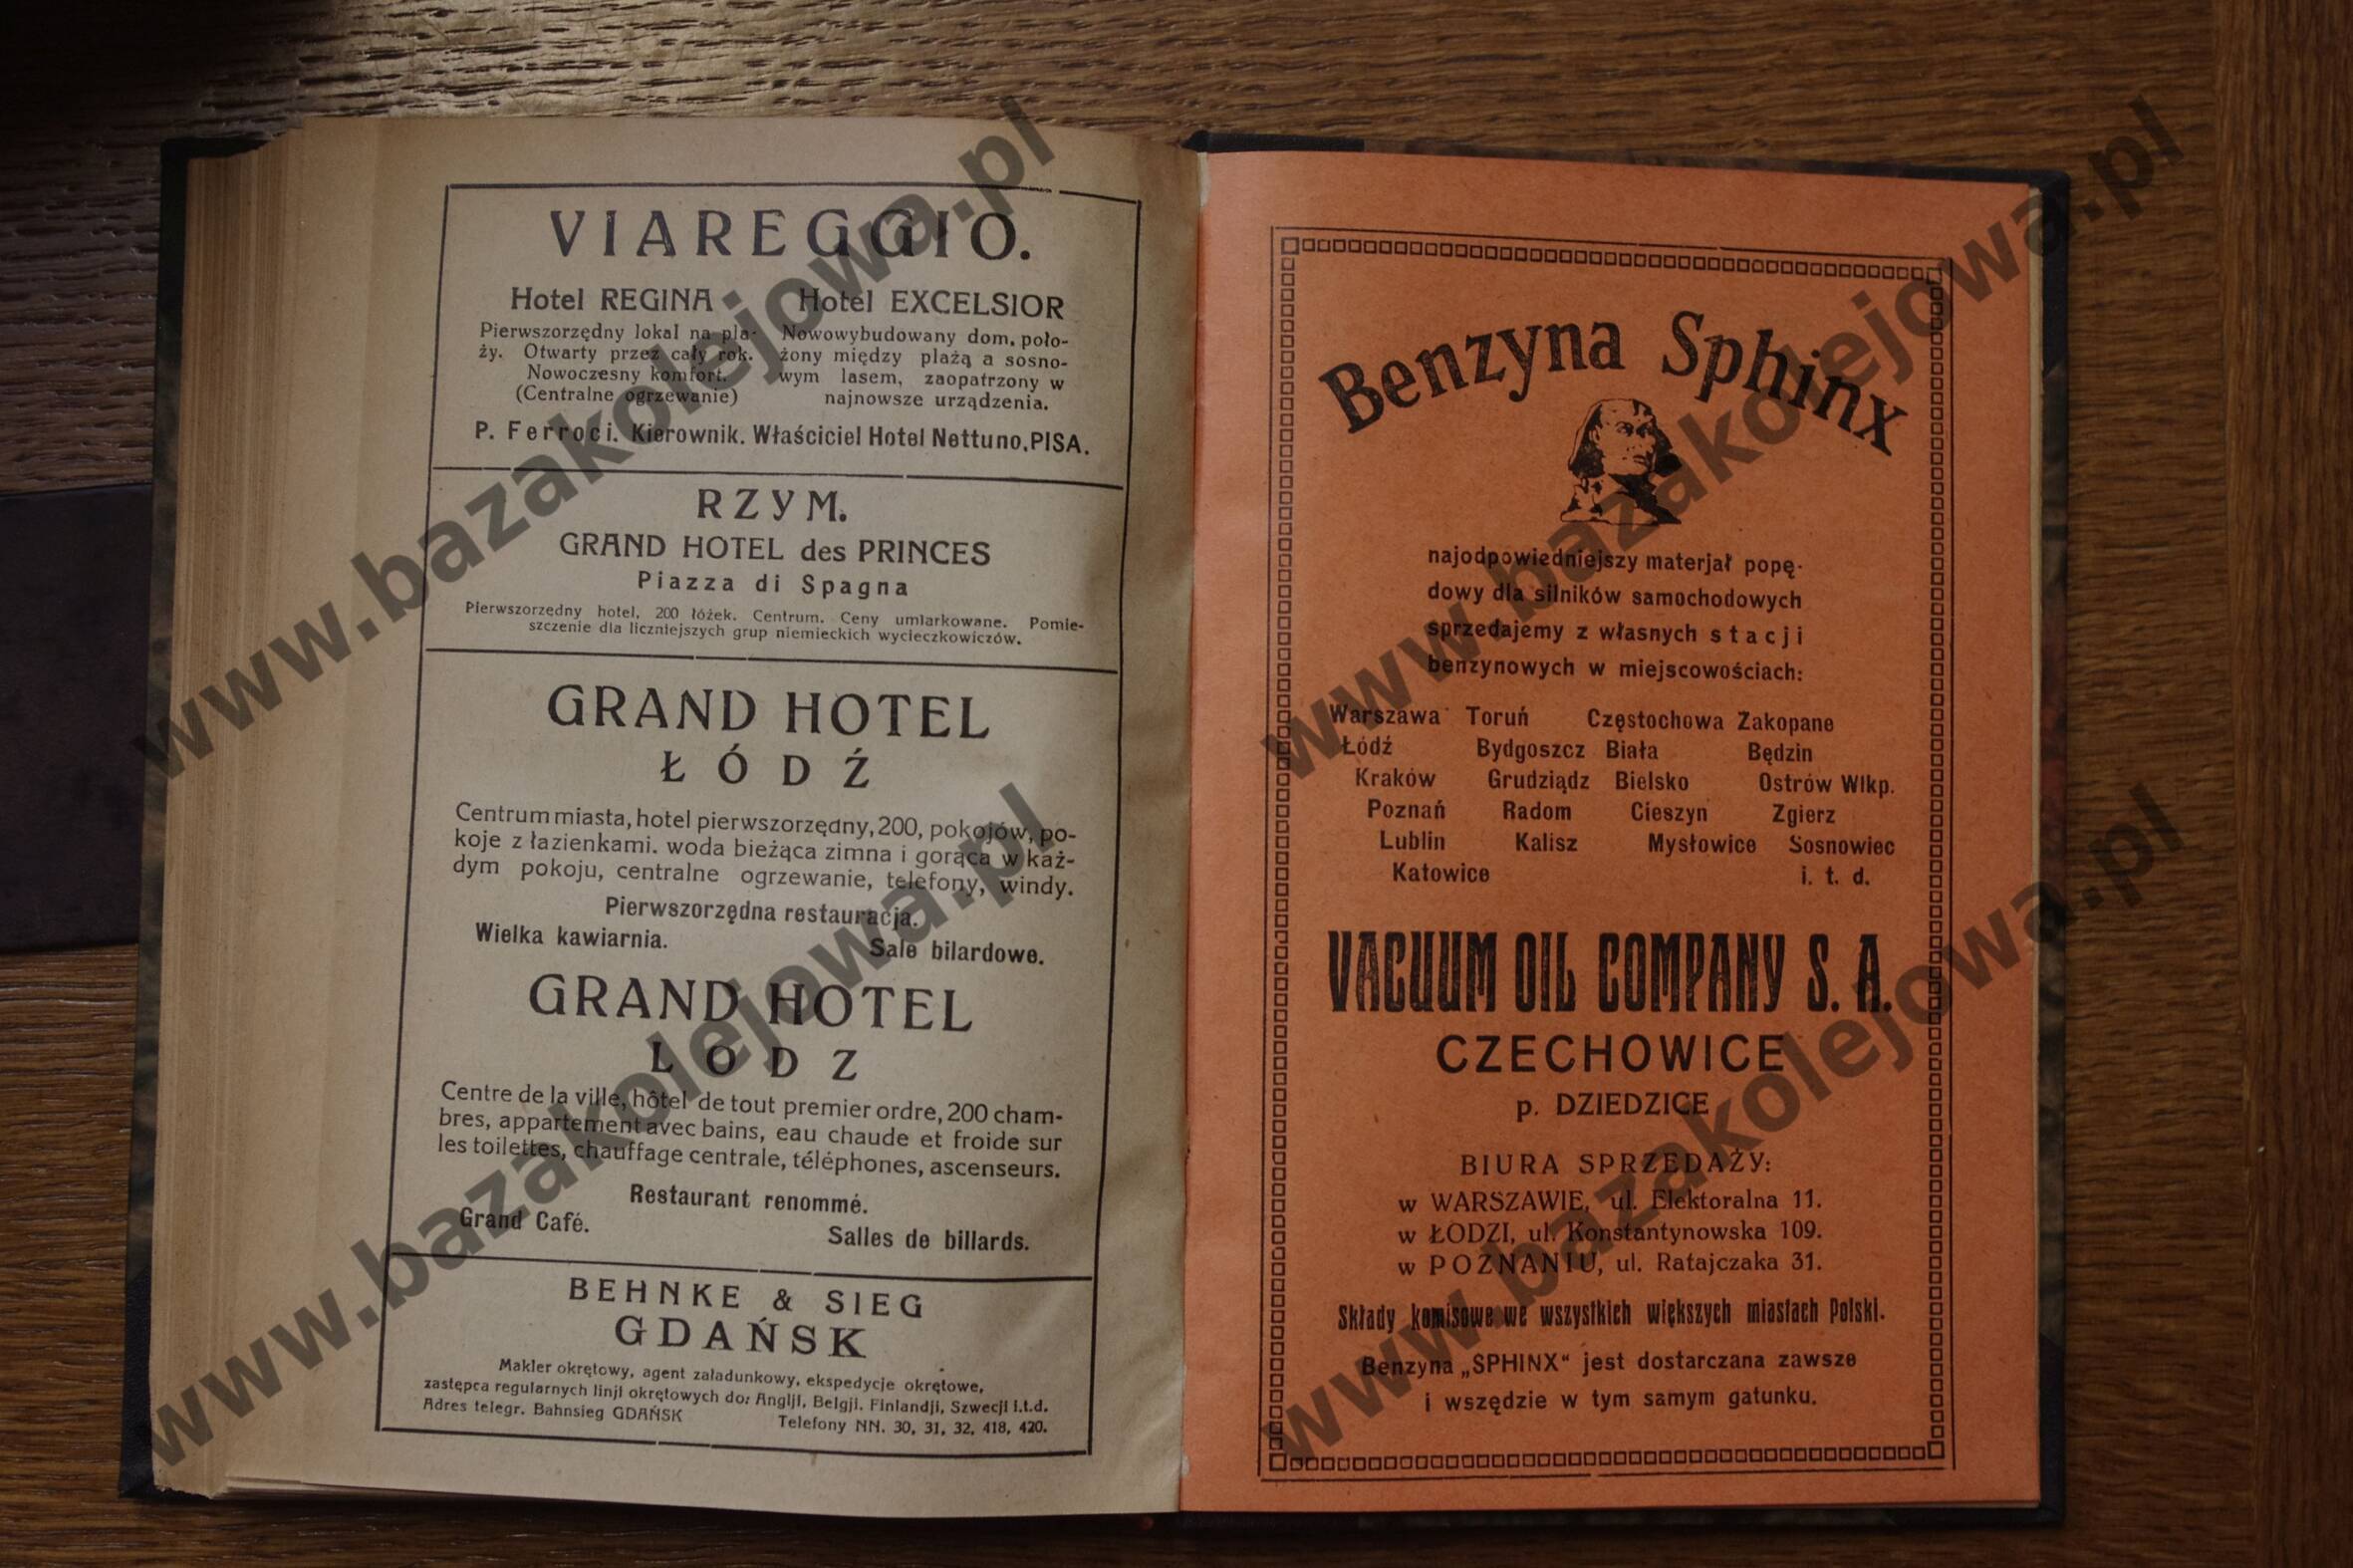 VIAREGGIO.
Hotel REGINA
Pierwszorzędny lokal na pla-
ży. Otwarty przez cały rok.
Nowoczesny komfort.
(Centralne ogrzewanie)
Hotel EXCELSIOR
Nowowybudowany dom, poło-
żony między plażą a sosno-
wym lasem, zaopatrzony w
najnowsze urządzenia.
P. Ferroci. Kierownik. Właściciel Hotel Nettuno, PISA.
RZYM.
GRAND HOTEL des PRINCES
Piazza di Spagna
Pierwszorzędny hotel, 200 łóżek. Centrum. Ceny umiarkowane. Pomie-
szczenie dla liczniejszych grup niemieckich wycieczkowiczów.
GRAND HOTEL
ŁÓDŹ
Centrum miasta, hotel pierwszorzędny, 200, pokojów, po-
koje z łazienkami. woda bieżąca zimna i gorąca w każ-
dym pokoju, centralne ogrzewanie, telefony, windy.
Pierwszorzędna restauracja.
Wielka kawiarnia. Sale bilardowe.
GRAND HOTEL
LODZ
Centre de la ville, hôtel de tout premier ordre, 200 cham-
bres, appartement avec bains, eau chaude et froide sur
les toilettes, chauffage centrale, téléphones, ascenseurs.
Restaurant renommé.
Grand Café. Salles de billards.
BEHNKE & SIEG
GDAŃSK
Makler okrętowy, agent załadunkowy, ekspedycje okrętowe,
zastępca regularnych linji okrętowych do: Anglji, Belgji. Finlandji, Szwecji i.t.d.
Adres telegr. Bahnsieg GDAŃSK Telefony NN. 30, 31, 32, 418, 420.
Benzyna Sphinx
najodpowiedniejszy materjał popę-
dowy dla silników samochodowych
sprzedajemy z własnych stacji
benzynowych w miejscowościach:
Warszawa Toruń Częstochowa Zakopane
Łódź Bydgoszcz Biała Będzin
Kraków Grudziądz Bielsko Ostrów Wlkp.
Poznań Radom Cieszyn Zgierz
Lublin Kalisz Mysłowice Sosnowiec
Katowice i. t. d.
VACUUM OIL COMPANY S. A.
CZECHOWICE
p. DZIEDZICE
BIURA SPRZEDAŻY:
w WARSZAWIE, ul. Elektoralna 11.
w ŁODZI, ul. Konstantynowska 109.
w POZNANIU, ul. Ratajczaka 31.
Składy komisowe we wszystkich większych miastach Polski.
Benzyna „SPHINX" jest dostarczana zawsze
i wszędzie w tym samym gatunku.
www.bazakolejowa.pl
www.bazakolejowa.pl
www.bazakolejowa.pl
www.bazakolejowa.pl